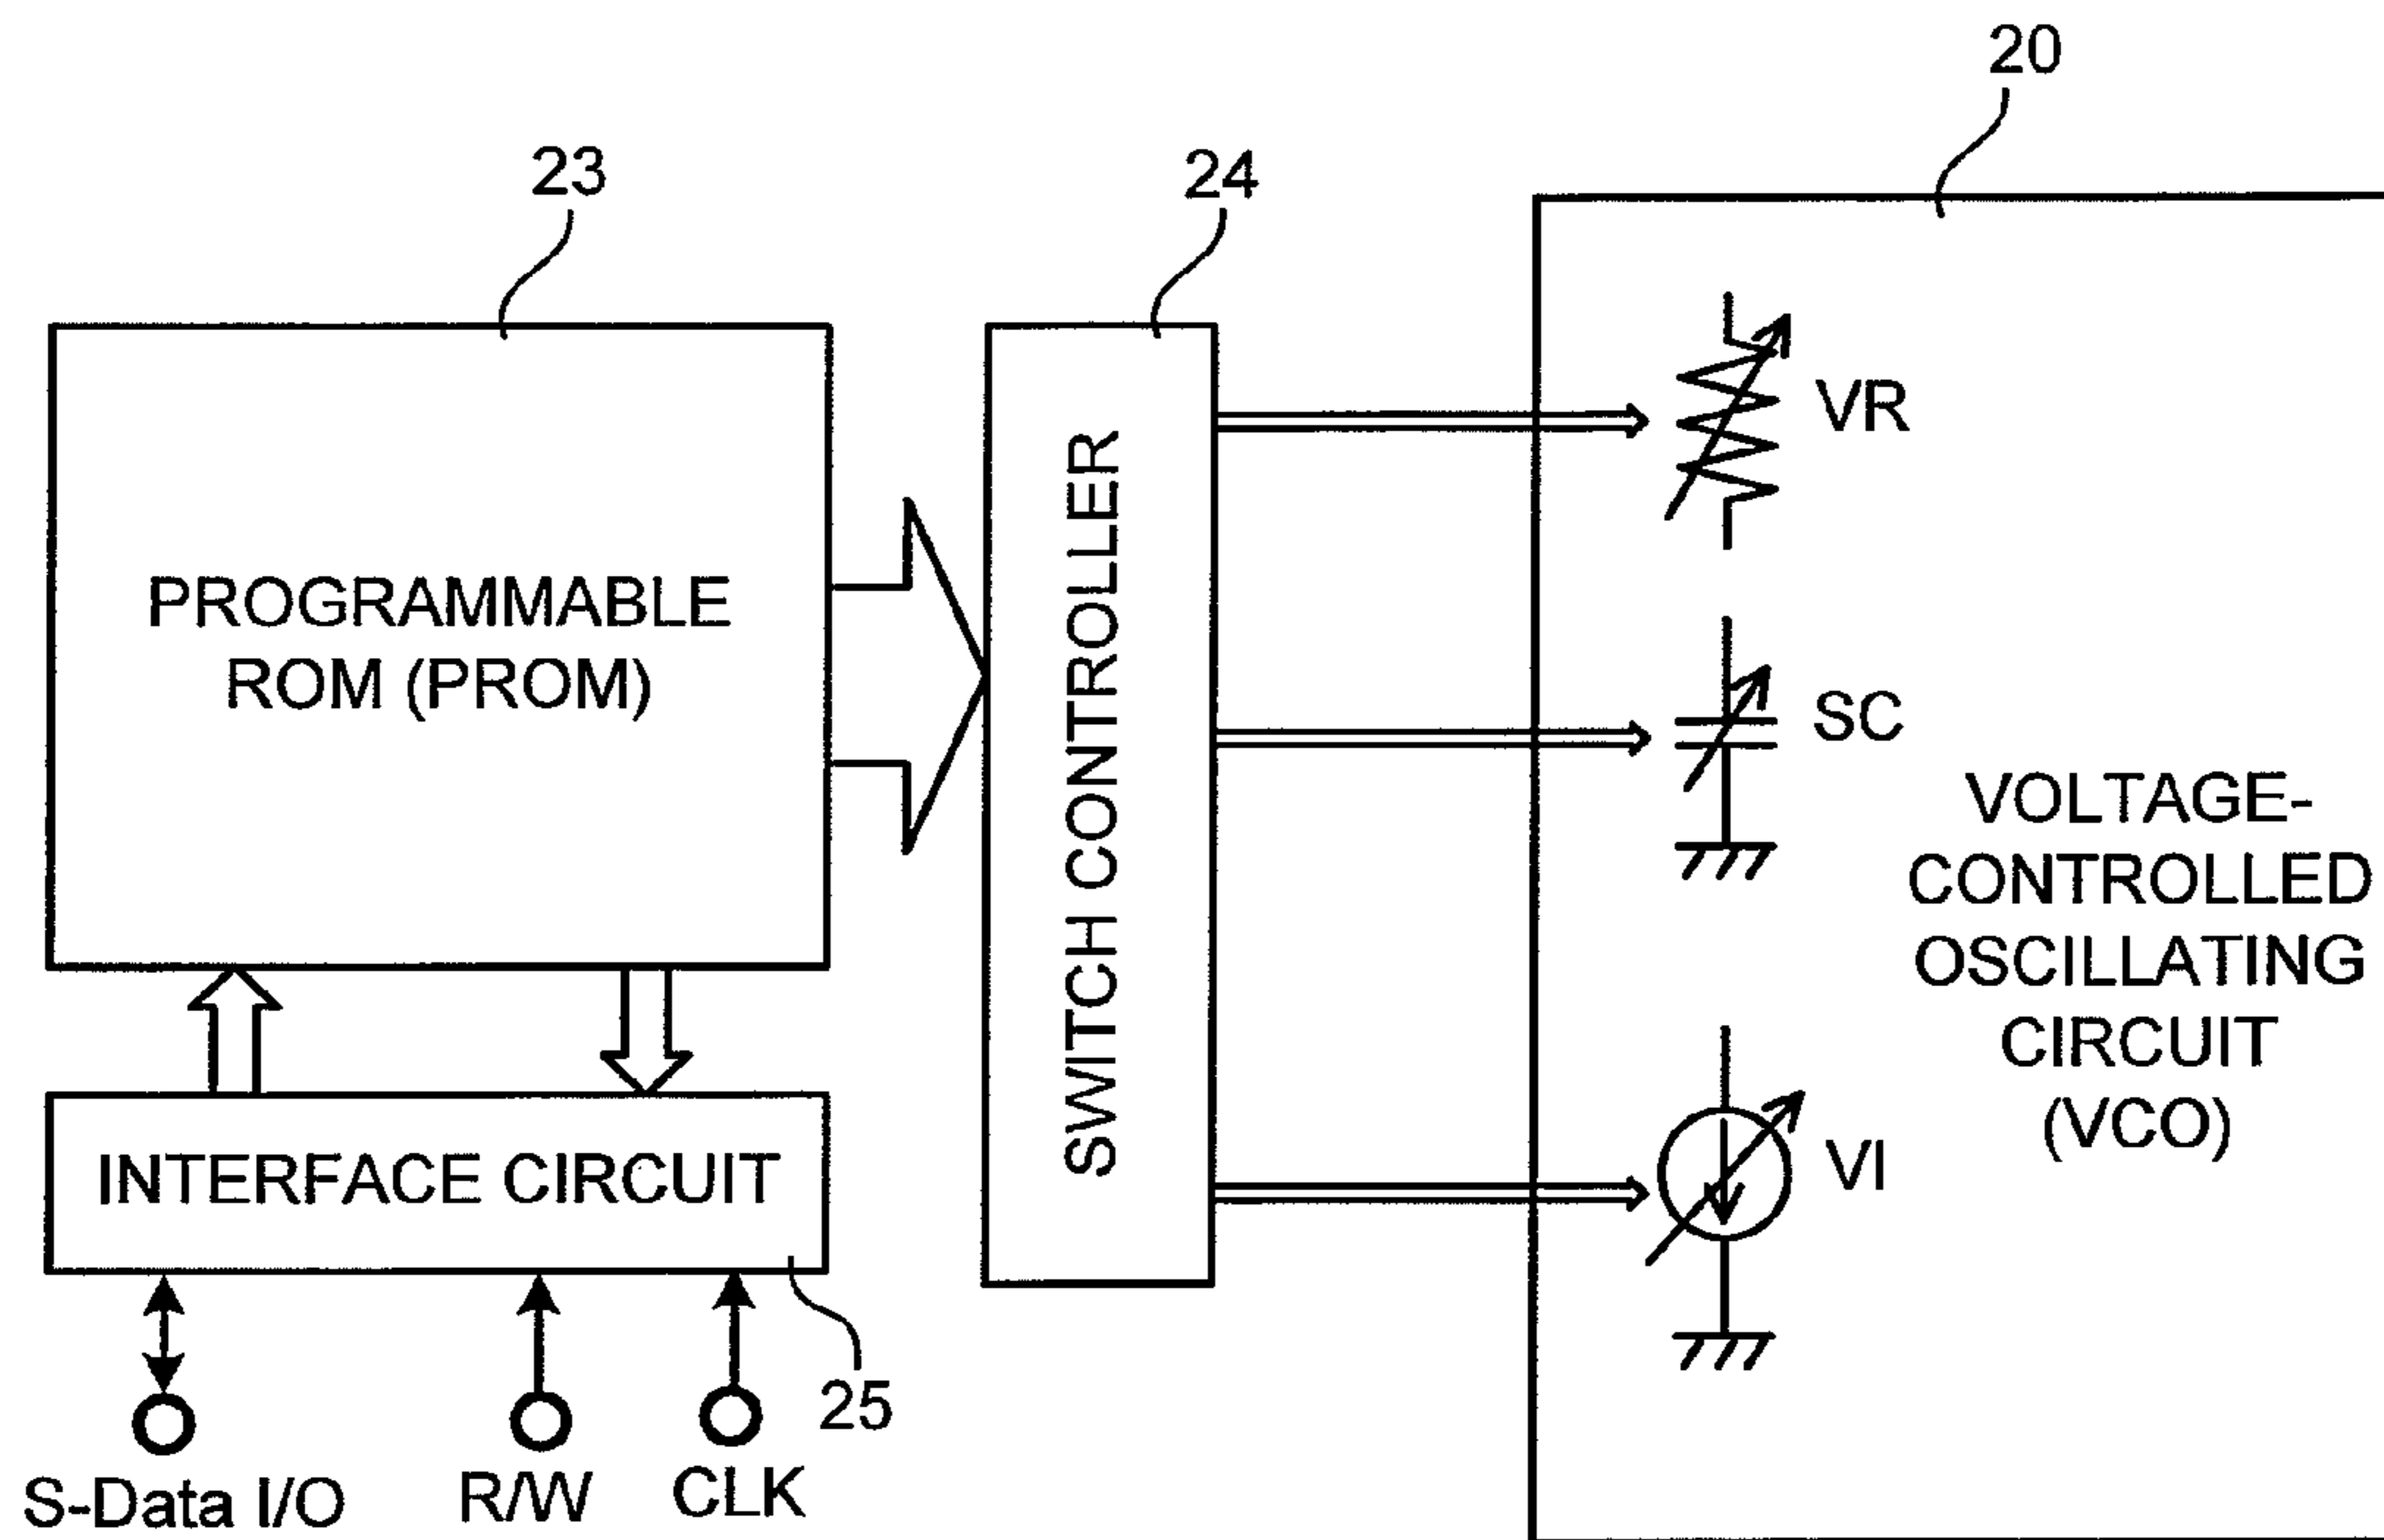 20
23
24
VR
PROGRAMMABLE
ROM (PROM)
SWITCH CONTROLLER
SC
VOLTAGE-
CONTROLLED
OSCILLATING
CIRCUIT
(VCO)
INTERFACE CIRCUIT
VI
25
S-Data I/O
R/W
CLK